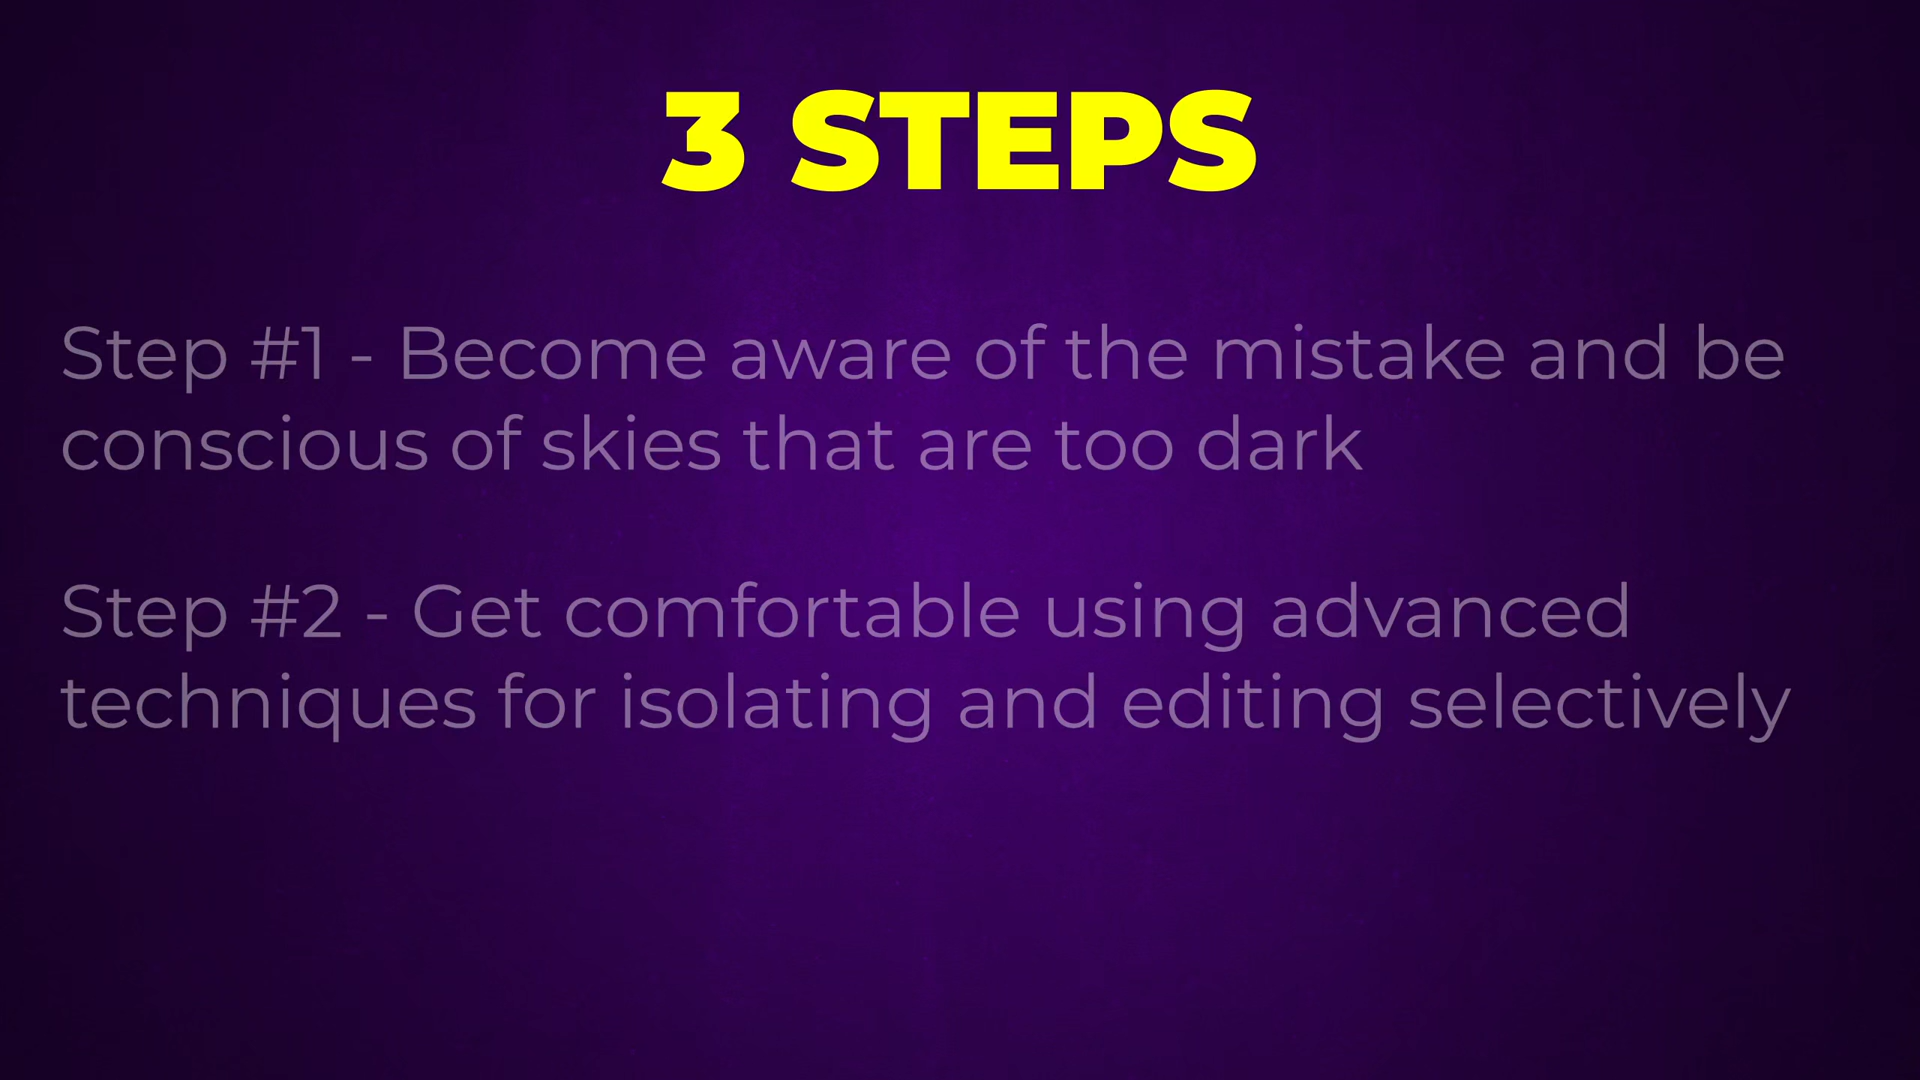 3 STEPS
Step #1 - Become aware of the mistake and be
conscious of skies that are too dark
Step #2 - Get comfortable using advanced
techniques for isolating and editing selectively